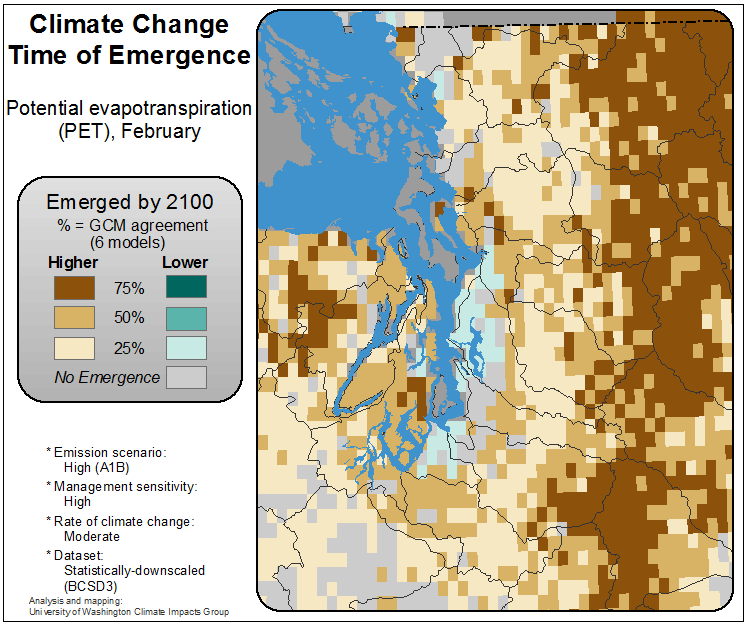 Climate Change
Time of Emergence
Potential evapotranspiration
(PET), February
Emerged by 2100
% = GCM agreement
(6 models)
Higher Lower
75%
50%
25%
No Emergence
* Emission scenario:
High (A1B)
* Management sensitivity:
High
* Rate of climate change:
Moderate
* Dataset:
Statistically-downscaled
(BCSD3)
Analysis and mapping:
University of Washington Climate Impacts Group